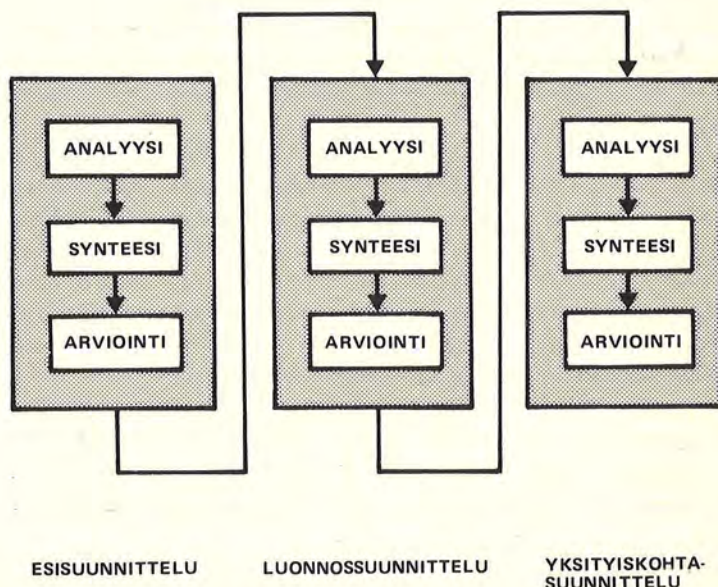 ANALYYSI
SYNTEESI
ARVIOINTI
ANALYYSI
SYNTEESI
ARVIOINTI
ANALYYSI
SYNTEESI
ARVIOINTI
ESISUUNNITTELU
LUONNOSSUUNNITTELU
YKSITYISKOHTA-
SUUNNITTELU